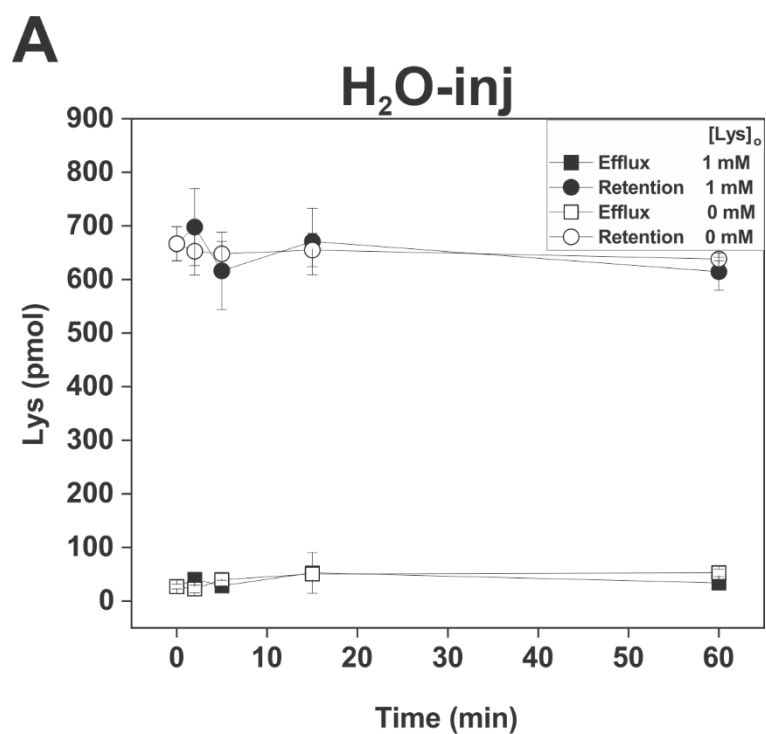 A
H₂O-inj
[Lys]ₒ
Efflux 1 mM
Retention 1 mM
Efflux 0 mM
Retention 0 mM
900
800
700
600
500
400
300
200
100
0
Lys (pmol)
0 10 20 30 40 50 60
Time (min)